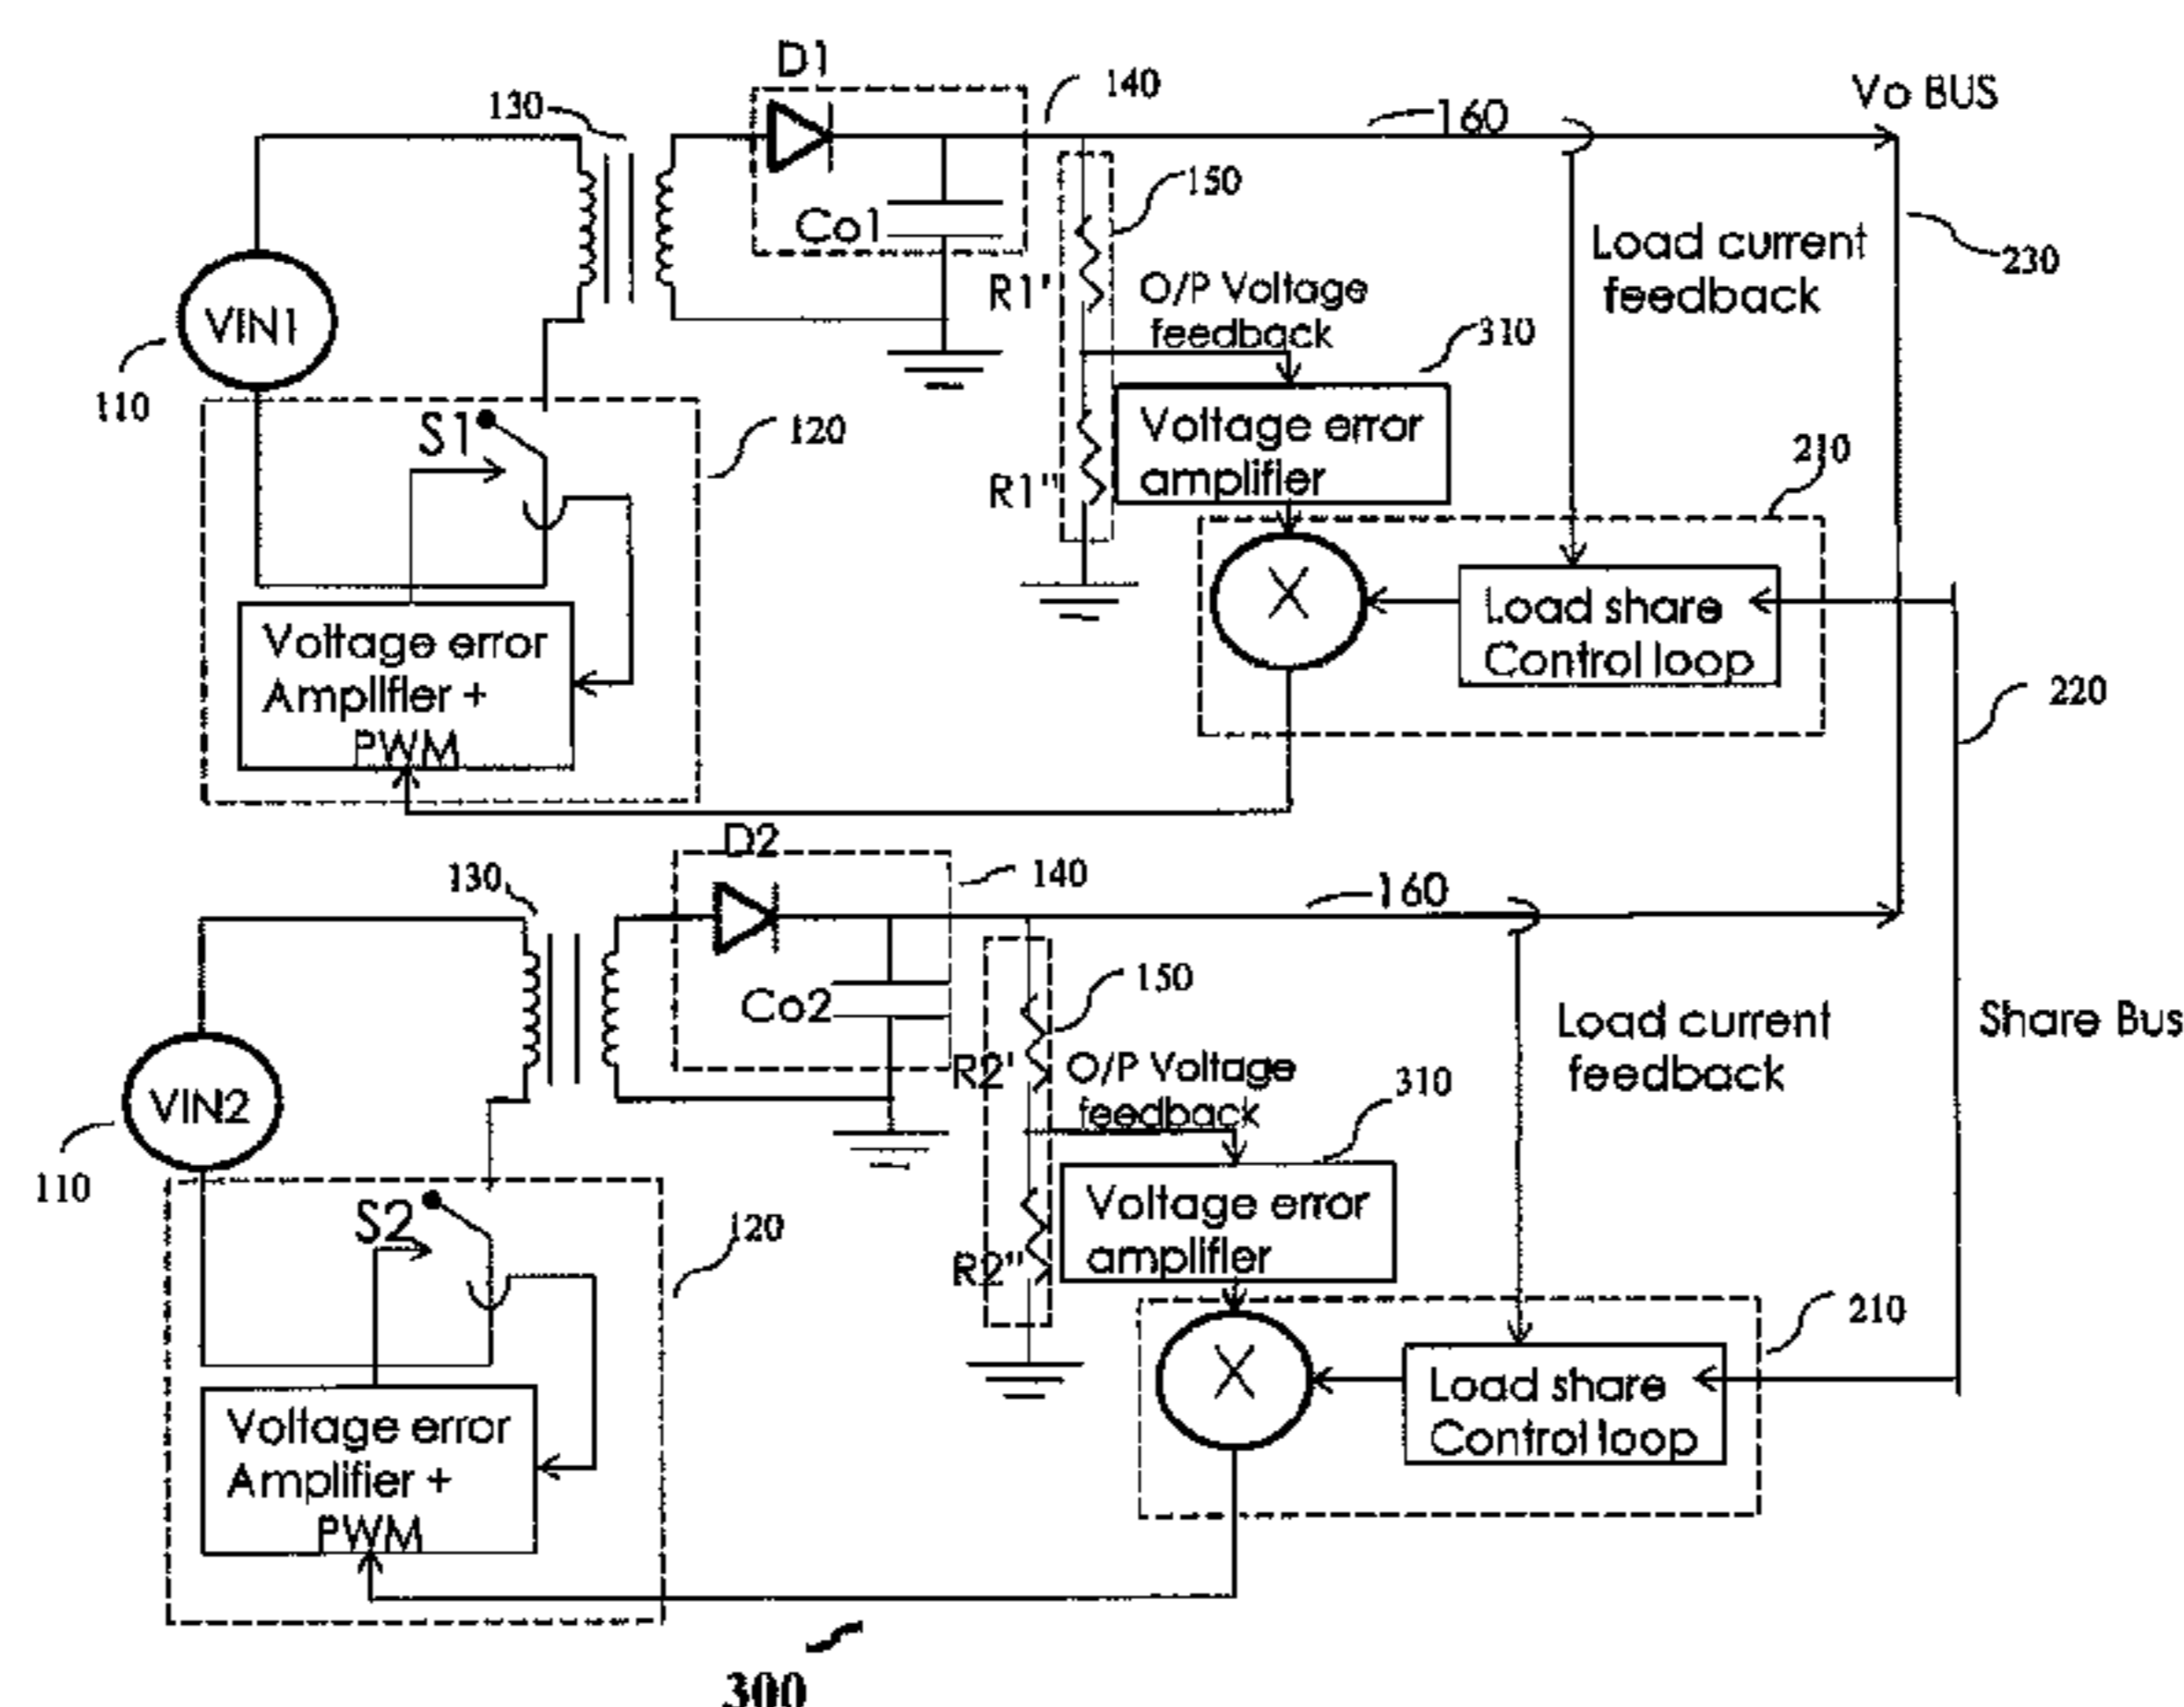 D1
130
140
160
Vo BUS
150
Co1
Load current
feedback
230
R1'
O/P Voltage
feedback
310
VIN1
110
S1
120
Voltage error
amplifier
210
R1"
X
Load share
Control loop
Voltage error
Amplifier +
PWM
220
D2
130
140
160
150
Co2
Load current
feedback
Share Bus
R2'
O/P Voltage
feedback
310
VIN2
110
S2
120
Voltage error
amplifier
R2"
210
X
Load share
Control loop
Voltage error
Amplifier +
PWM
300